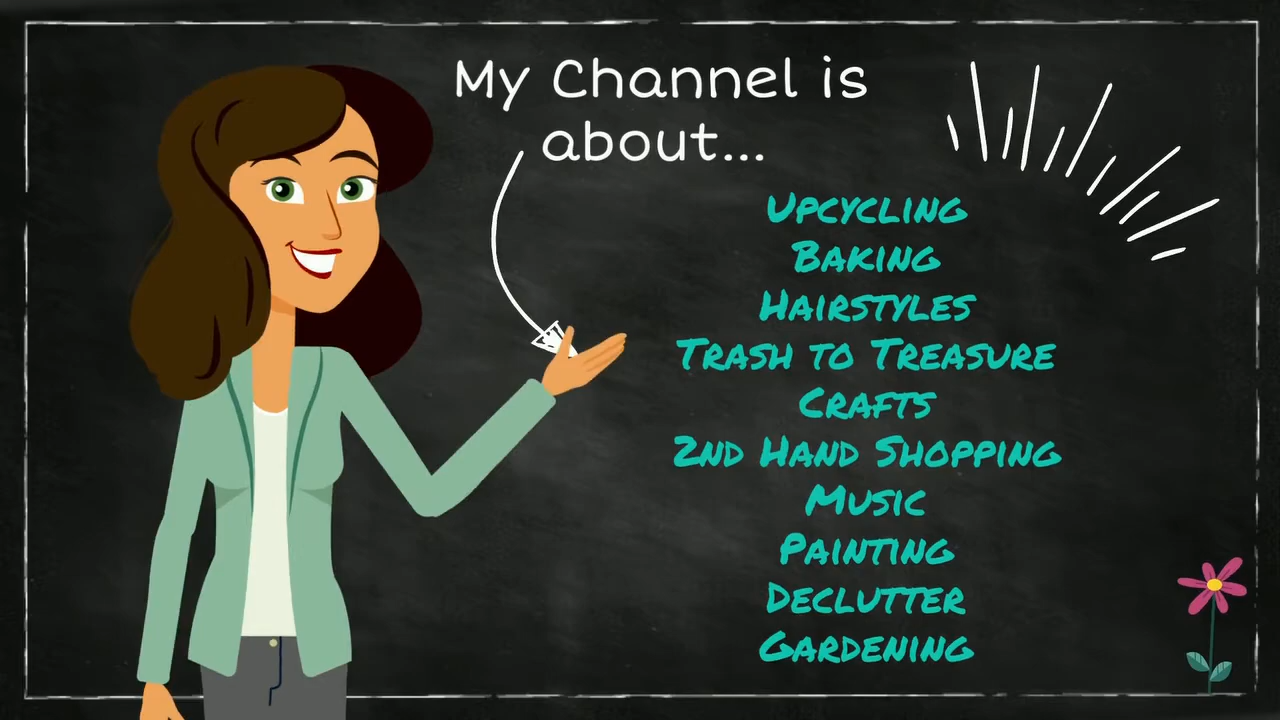 My Channel is
about...
Upcycling
Baking
Hairstyles
Trash to Treasure
Crafts
2nd Hand Shopping
Music
Painting
Declutter
Gardening